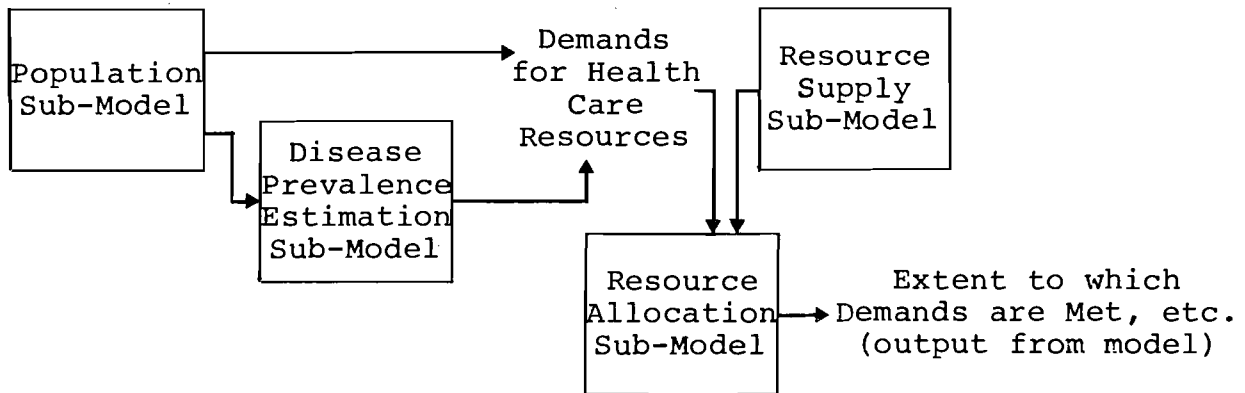 Population
Sub-Model
Demands
for Health
Care
Resources
Resource
Supply
Sub-Model
Disease
Prevalence
Estimation
Sub-Model
Resource
Allocation
Sub-Model
Extent to which
Demands are Met, etc.
(output from model)